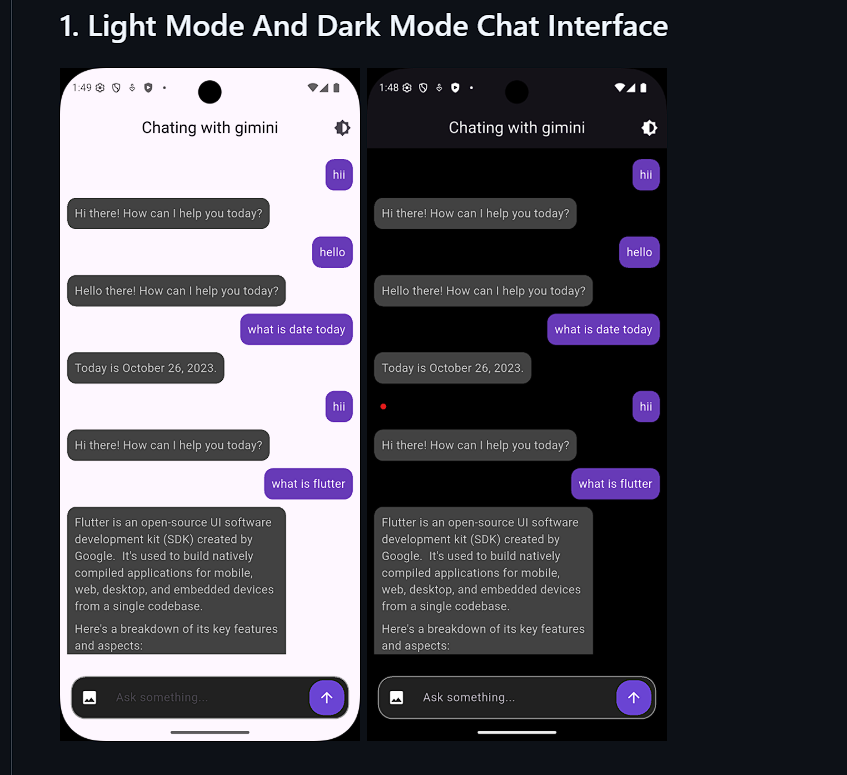 1. Light Mode And Dark Mode Chat Interface
1:49
Chating with gimini
hii
Hi there! How can I help you today?
hello
Hello there! How can I help you today?
what is date today
Today is October 26, 2023.
hii
Hi there! How can I help you today?
what is flutter
Flutter is an open-source UI software
development kit (SDK) created by
Google.  It's used to build natively
compiled applications for mobile,
web, desktop, and embedded devices
from a single codebase.
Here's a breakdown of its key features
and aspects:
Ask something...
1:48
Chating with gimini
hii
Hi there! How can I help you today?
hello
Hello there! How can I help you today?
what is date today
Today is October 26, 2023.
hii
Hi there! How can I help you today?
what is flutter
Flutter is an open-source UI software
development kit (SDK) created by
Google.  It's used to build natively
compiled applications for mobile,
web, desktop, and embedded devices
from a single codebase.
Here's a breakdown of its key features
and aspects:
Ask something...